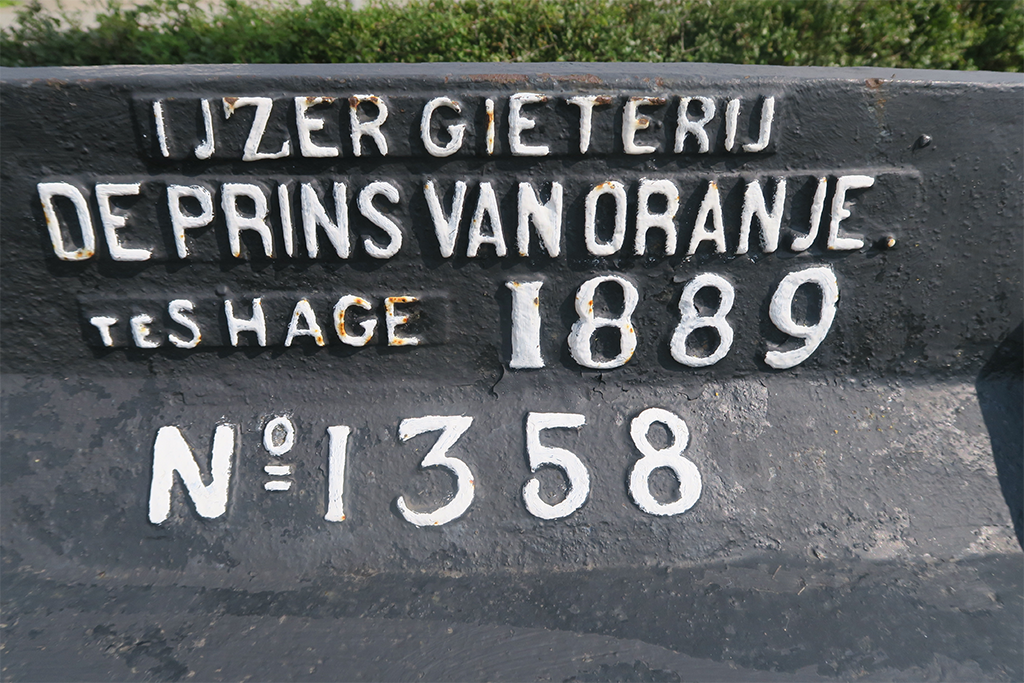 IJZER GIETERIJ
DE PRINS VAN ORANJE.
TES HAGE 1889
Nº 1358